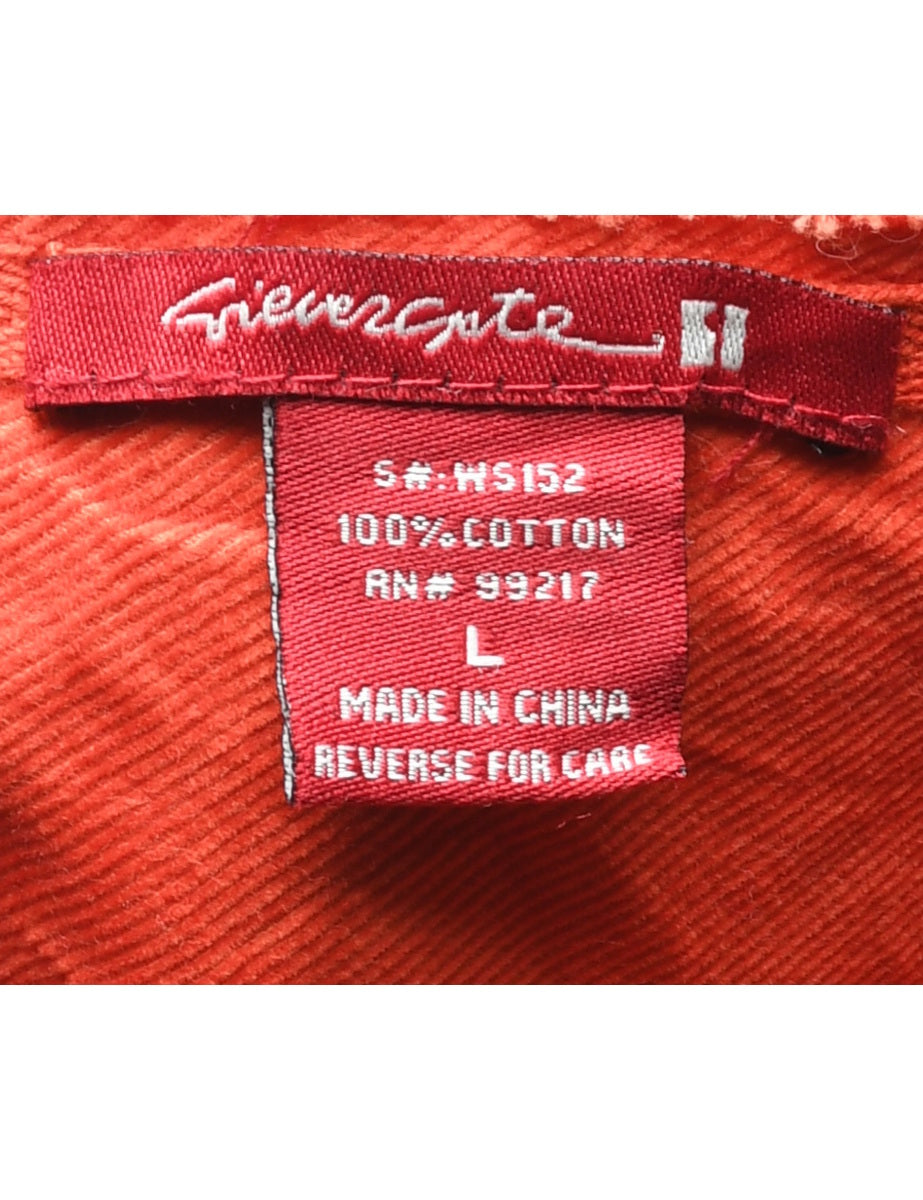 S#:WS152
100%COTTON
RN# 99217
L
MADE IN CHINA
REVERSE FOR CARE